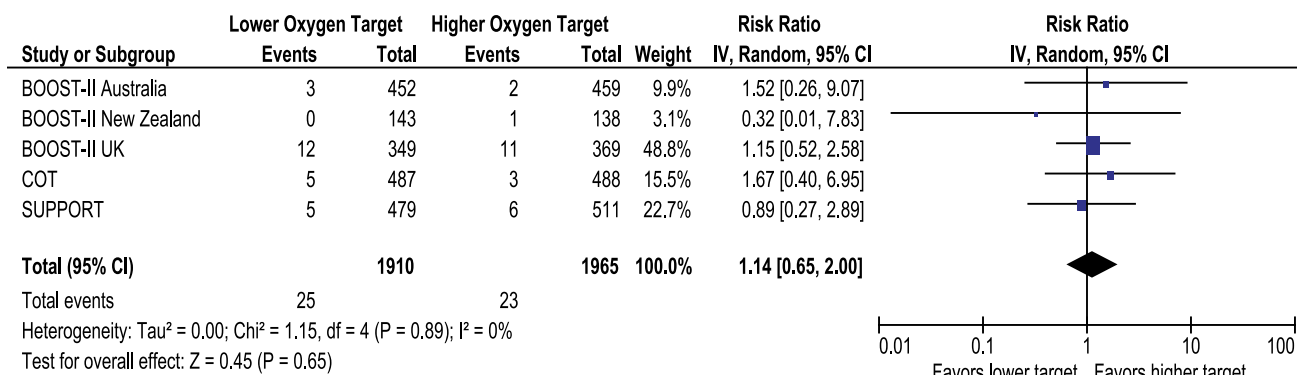 Lower Oxygen Target Higher Oxygen Target Risk Ratio Risk Ratio
Study or Subgroup Events Total Events Total Weight IV, Random, 95% CI IV, Random, 95% CI
BOOST-II Australia 3 452 2 459 9.9% 1.52 [0.26, 9.07]
BOOST-II New Zealand 0 143 1 138 3.1% 0.32 [0.01, 7.83]
BOOST-II UK 12 349 11 369 48.8% 1.15 [0.52, 2.58]
COT 5 487 3 488 15.5% 1.67 [0.40, 6.95]
SUPPORT 5 479 6 511 22.7% 0.89 [0.27, 2.89]
Total (95% CI) 1910 1965 100.0% 1.14 [0.65, 2.00]
Total events 25 23
Heterogeneity: Tau² = 0.00; Chi² = 1.15, df = 4 (P = 0.89); I² = 0%
Test for overall effect: Z = 0.45 (P = 0.65)
0.01 0.1 1 10 100
Favors lower target Favors higher target